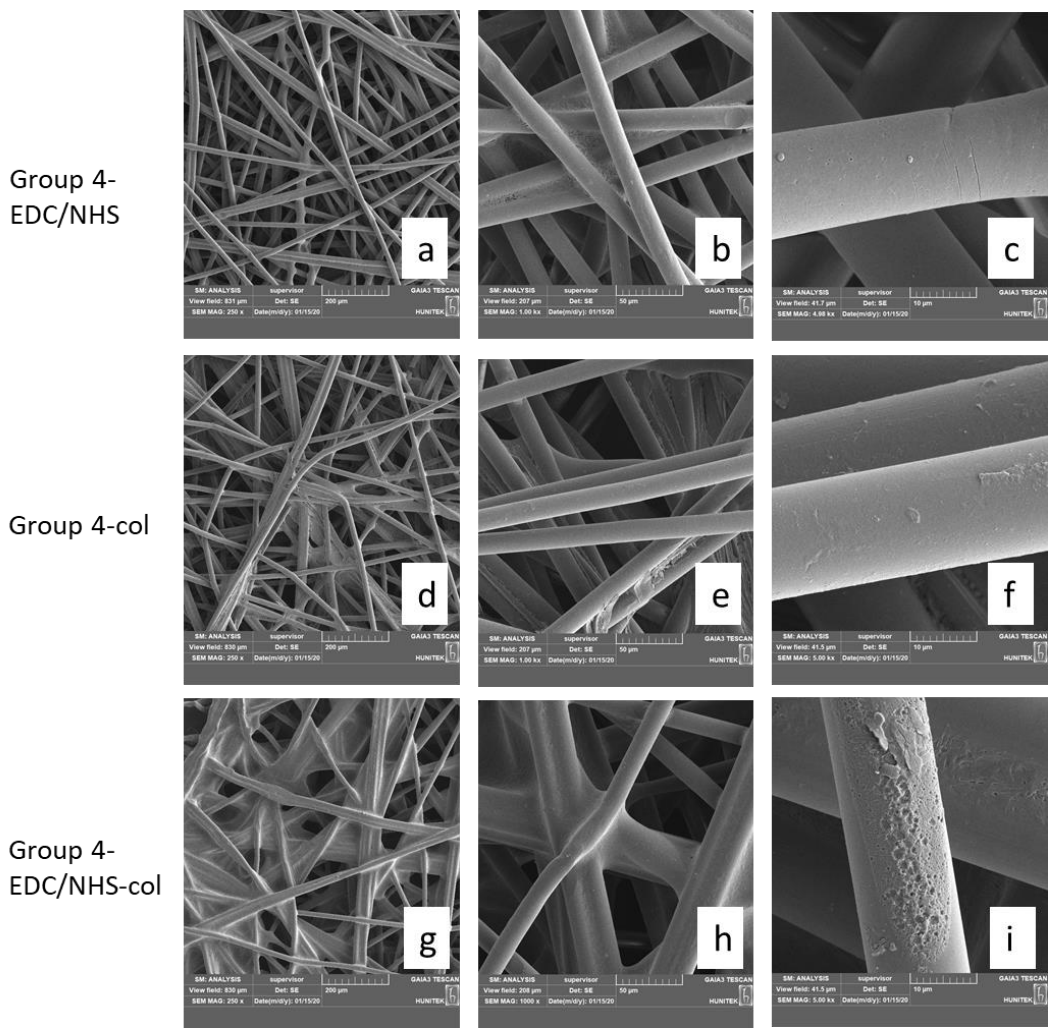 Group 4-
EDC/NHS
a
SM: ANALYSIS supervisor GAIA3 TESCAN
View field: 831 µm Det: SE 200 µm
SEM MAG: 250 x Date(m/d/y): 01/15/20 HUNITEK
b
SM: ANALYSIS supervisor GAIA3 TESCAN
View field: 207 µm Det: SE 50 µm
SEM MAG: 1.00 kx Date(m/d/y): 01/15/20 HUNITEK
c
SM: ANALYSIS supervisor GAIA3 TESCAN
View field: 41.7 µm Det: SE 10 µm
SEM MAG: 4.98 kx Date(m/d/y): 01/15/20 HUNITEK
Group 4-col
d
SM: ANALYSIS supervisor GAIA3 TESCAN
View field: 830 µm Det: SE 200 µm
SEM MAG: 250 x Date(m/d/y): 01/15/20 HUNITEK
e
SM: ANALYSIS supervisor GAIA3 TESCAN
View field: 207 µm Det: SE 50 µm
SEM MAG: 1.00 kx Date(m/d/y): 01/15/20 HUNITEK
f
SM: ANALYSIS supervisor GAIA3 TESCAN
View field: 41.5 µm Det: SE 10 µm
SEM MAG: 5.00 kx Date(m/d/y): 01/15/20 HUNITEK
Group 4-
EDC/NHS-col
g
SM: ANALYSIS supervisor GAIA3 TESCAN
View field: 830 µm Det: SE 200 µm
SEM MAG: 250 x Date(m/d/y): 01/15/20 HUNITEK
h
SM: ANALYSIS supervisor GAIA3 TESCAN
View field: 208 µm Det: SE 50 µm
SEM MAG: 1000 x Date(m/d/y): 01/15/20 HUNITEK
i
SM: ANALYSIS supervisor GAIA3 TESCAN
View field: 41.5 µm Det: SE 10 µm
SEM MAG: 5.00 kx Date(m/d/y): 01/15/20 HUNITEK